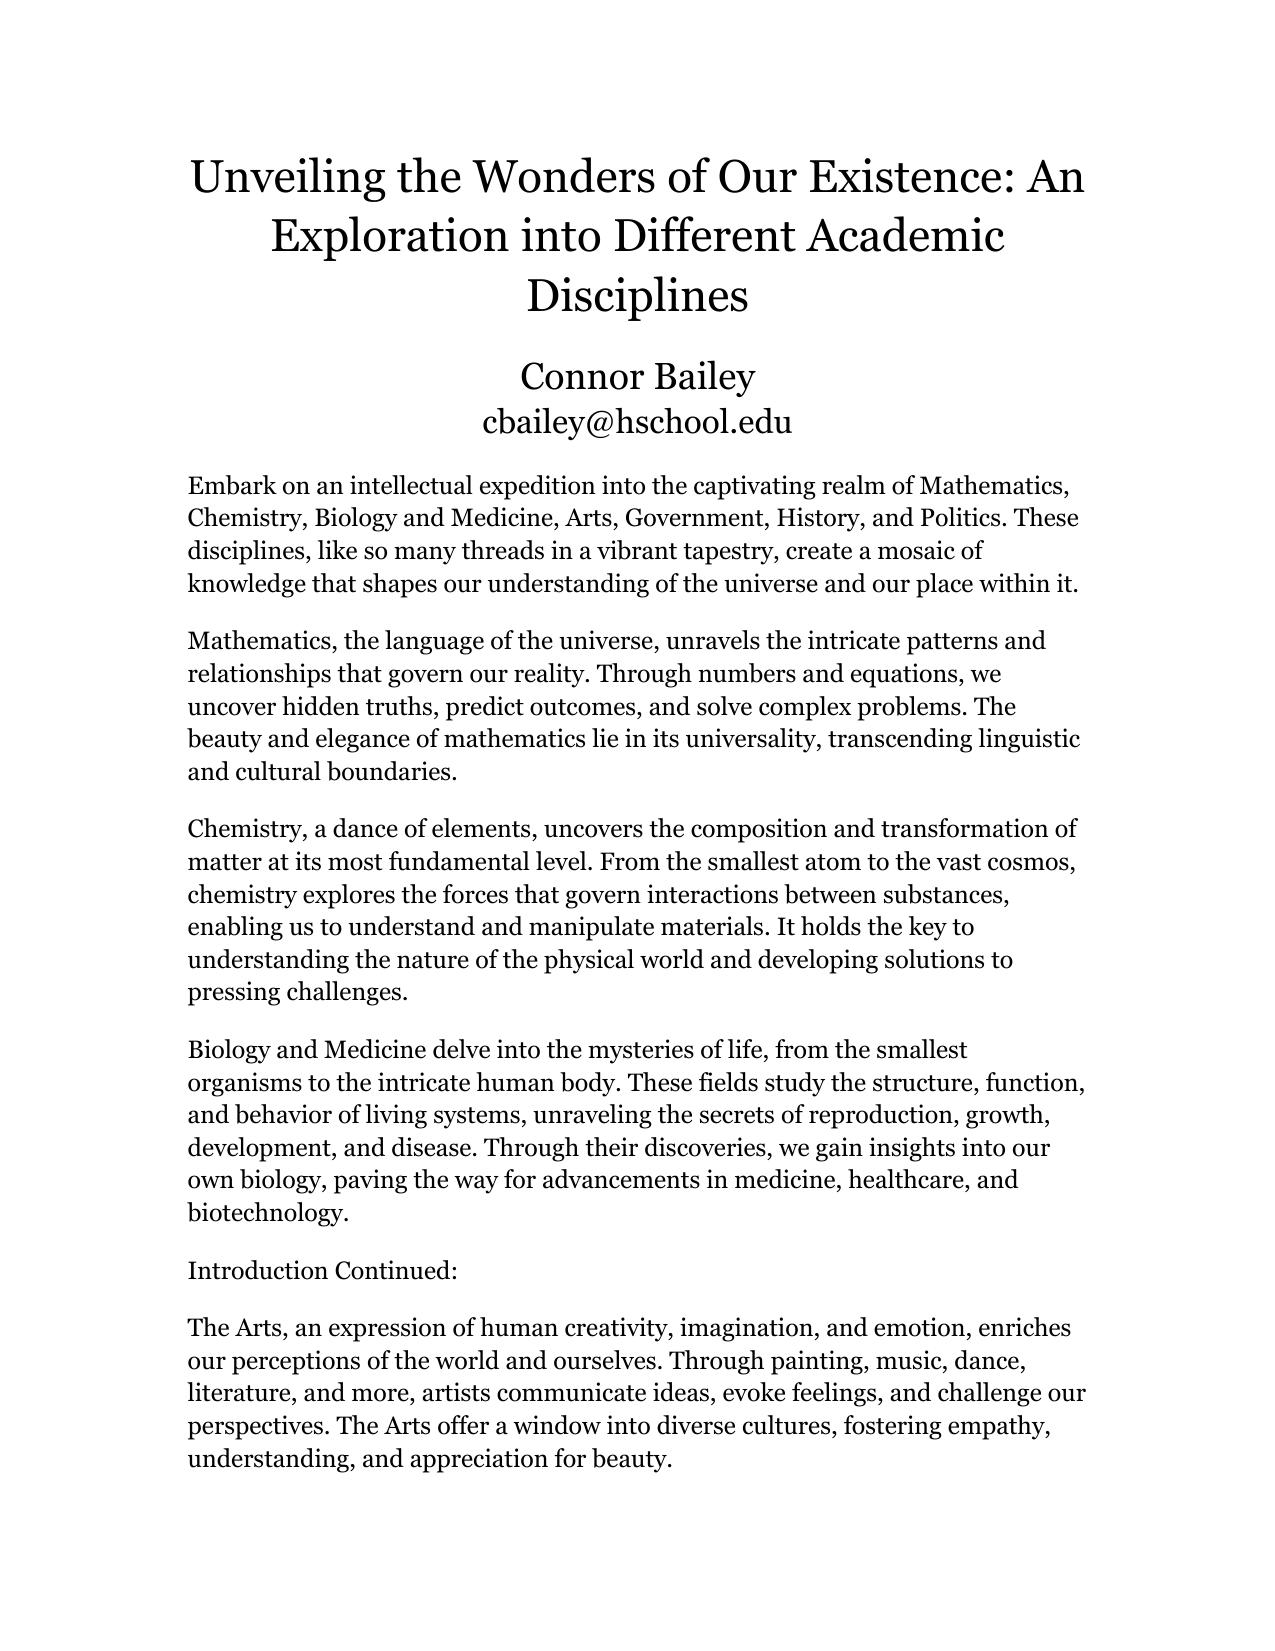 Unveiling the Wonders of Our Existence: An
Exploration into Different Academic
Disciplines
Connor Bailey
cbailey@hschool.edu
Embark on an intellectual expedition into the captivating realm of Mathematics,
Chemistry, Biology and Medicine, Arts, Government, History, and Politics. These
disciplines, like so many threads in a vibrant tapestry, create a mosaic of
knowledge that shapes our understanding of the universe and our place within it.
Mathematics, the language of the universe, unravels the intricate patterns and
relationships that govern our reality. Through numbers and equations, we
uncover hidden truths, predict outcomes, and solve complex problems. The
beauty and elegance of mathematics lie in its universality, transcending linguistic
and cultural boundaries.
Chemistry, a dance of elements, uncovers the composition and transformation of
matter at its most fundamental level. From the smallest atom to the vast cosmos,
chemistry explores the forces that govern interactions between substances,
enabling us to understand and manipulate materials. It holds the key to
understanding the nature of the physical world and developing solutions to
pressing challenges.
Biology and Medicine delve into the mysteries of life, from the smallest
organisms to the intricate human body. These fields study the structure, function,
and behavior of living systems, unraveling the secrets of reproduction, growth,
development, and disease. Through their discoveries, we gain insights into our
own biology, paving the way for advancements in medicine, healthcare, and
biotechnology.
Introduction Continued:
The Arts, an expression of human creativity, imagination, and emotion, enriches
our perceptions of the world and ourselves. Through painting, music, dance,
literature, and more, artists communicate ideas, evoke feelings, and challenge our
perspectives. The Arts offer a window into diverse cultures, fostering empathy,
understanding, and appreciation for beauty.